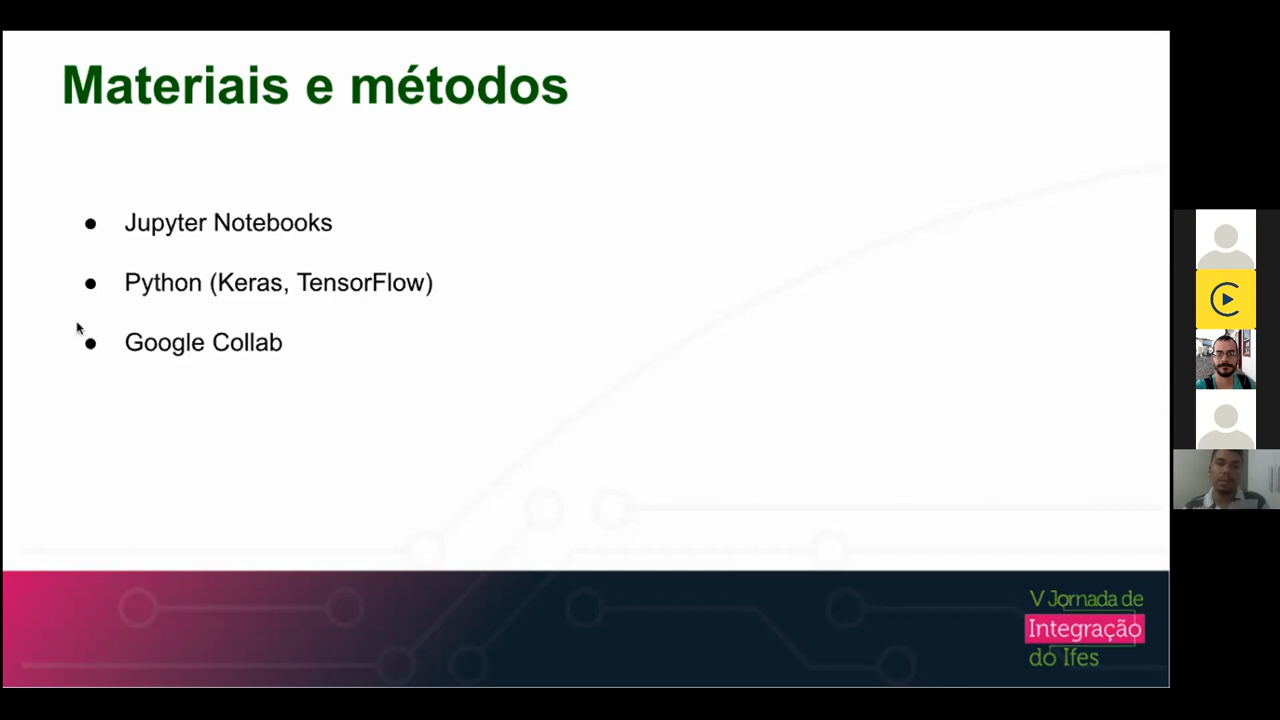 Materiais e métodos
● Jupyter Notebooks
● Python (Keras, TensorFlow)
● Google Collab
V Jornada de
Integração
do Ifes